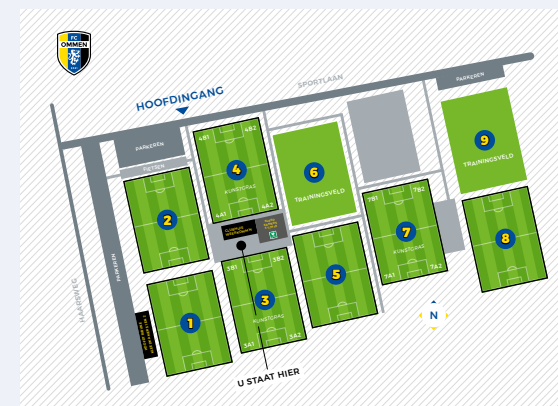 FC
OMMEN
SPORTLAAN
PARKEREN
HOOFDINGANG
4B1 4B2
PARKEREN
9
FIETSEN
4
6
TRAININGSVELD
KUNSTGRAS
TRAININGSVELD
2
4A1 4A2
7B1 7B2
7
8
KUNSTGRAS
3B1 3B2
5
PARKEREN
7A1 7A2
HAARSWEG
3
1
KUNSTGRAS
N
3A1 3A2
U STAAT HIER